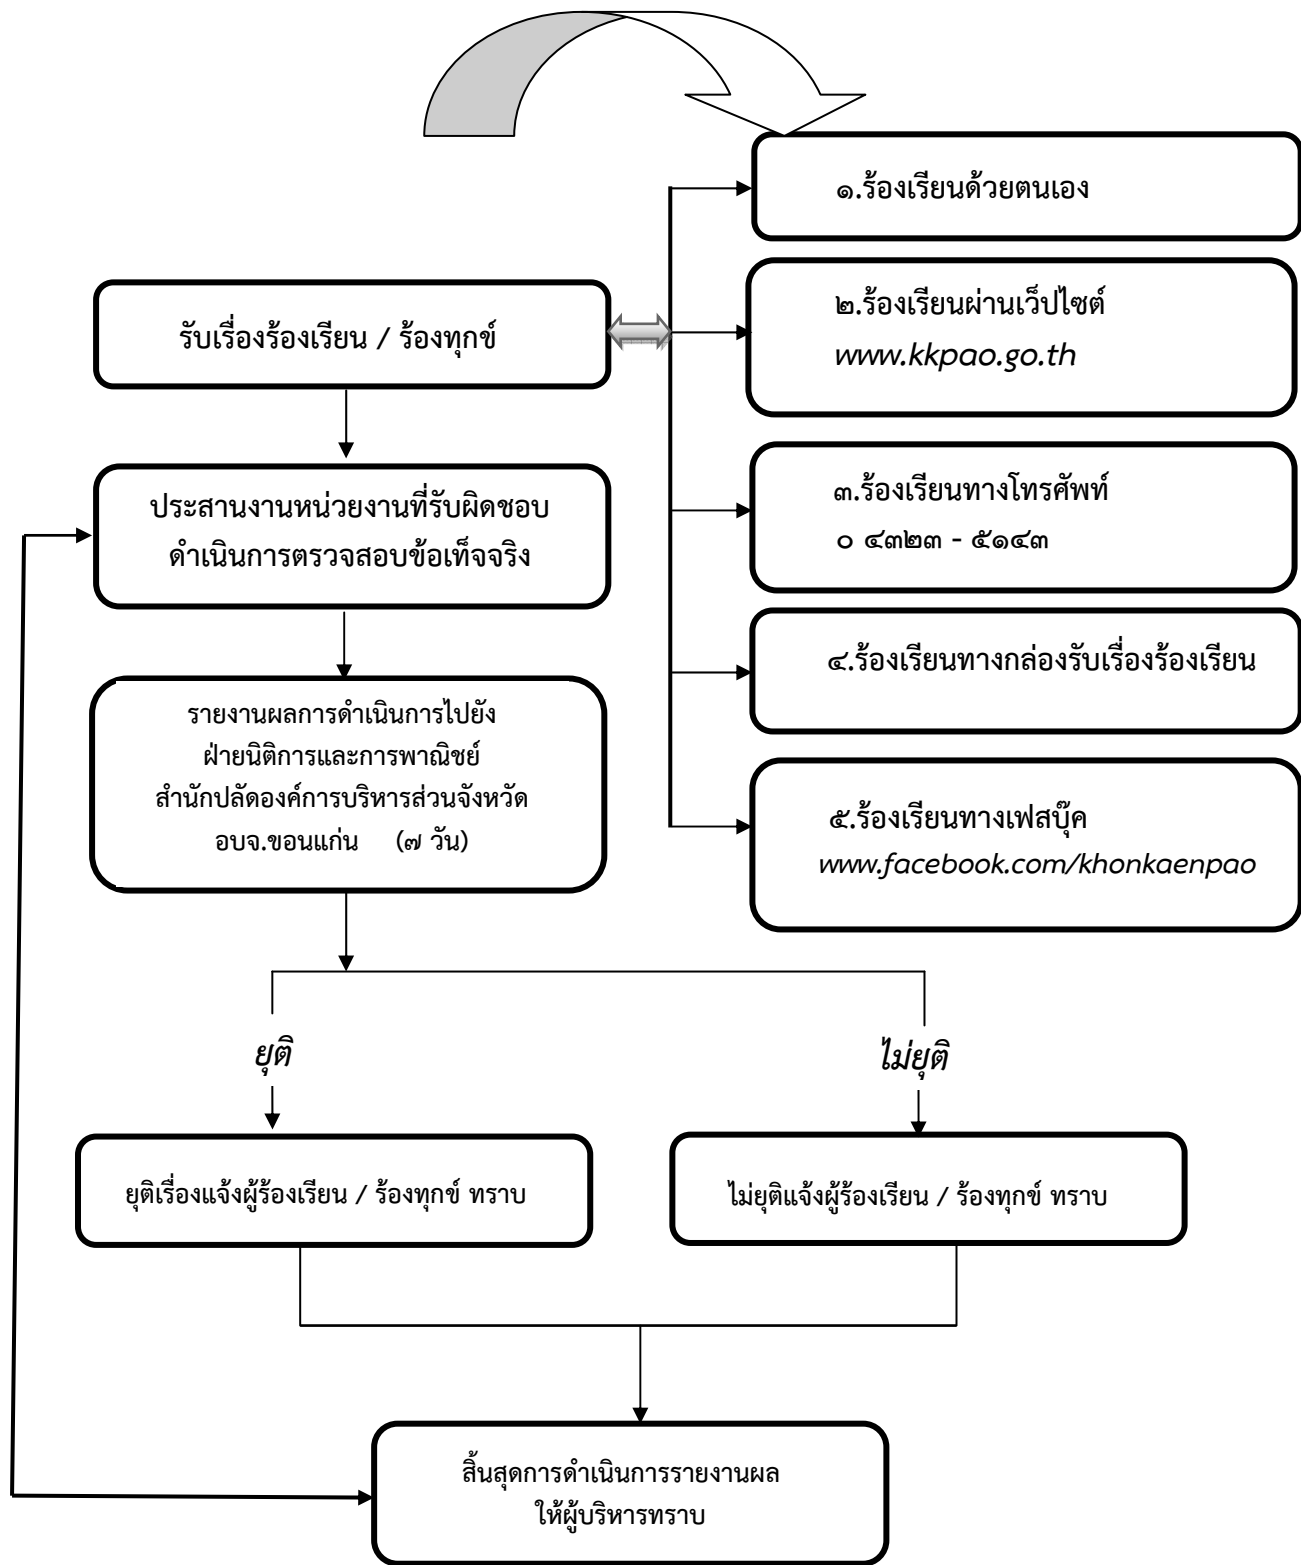 ๑.ร้องเรียนด้วยตนเอง
รับเรื่องร้องเรียน / ร้องทุกข์
๒.ร้องเรียนผ่านเว็ปไซต์
www.kkpao.go.th
ประสานงานหน่วยงานที่รับผิดชอบ
ดำเนินการตรวจสอบข้อเท็จจริง
๓.ร้องเรียนทางโทรศัพท์
๐ ๔๓๒๓ - ๕๑๔๓
๔.ร้องเรียนทางกล่องรับเรื่องร้องเรียน
รายงานผลการดำเนินการไปยัง
ฝ่ายนิติการและการพาณิชย์
สำนักปลัดองค์การบริหารส่วนจังหวัด
อบจ.ขอนแก่น (๗ วัน)
๕.ร้องเรียนทางเฟสบุ๊ค
www.facebook.com/khonkaenpao
ยุติ
ไม่ยุติ
ยุติเรื่องแจ้งผู้ร้องเรียน / ร้องทุกข์ ทราบ
ไม่ยุติแจ้งผู้ร้องเรียน / ร้องทุกข์ ทราบ
สิ้นสุดการดำเนินการรายงานผล
ให้ผู้บริหารทราบ